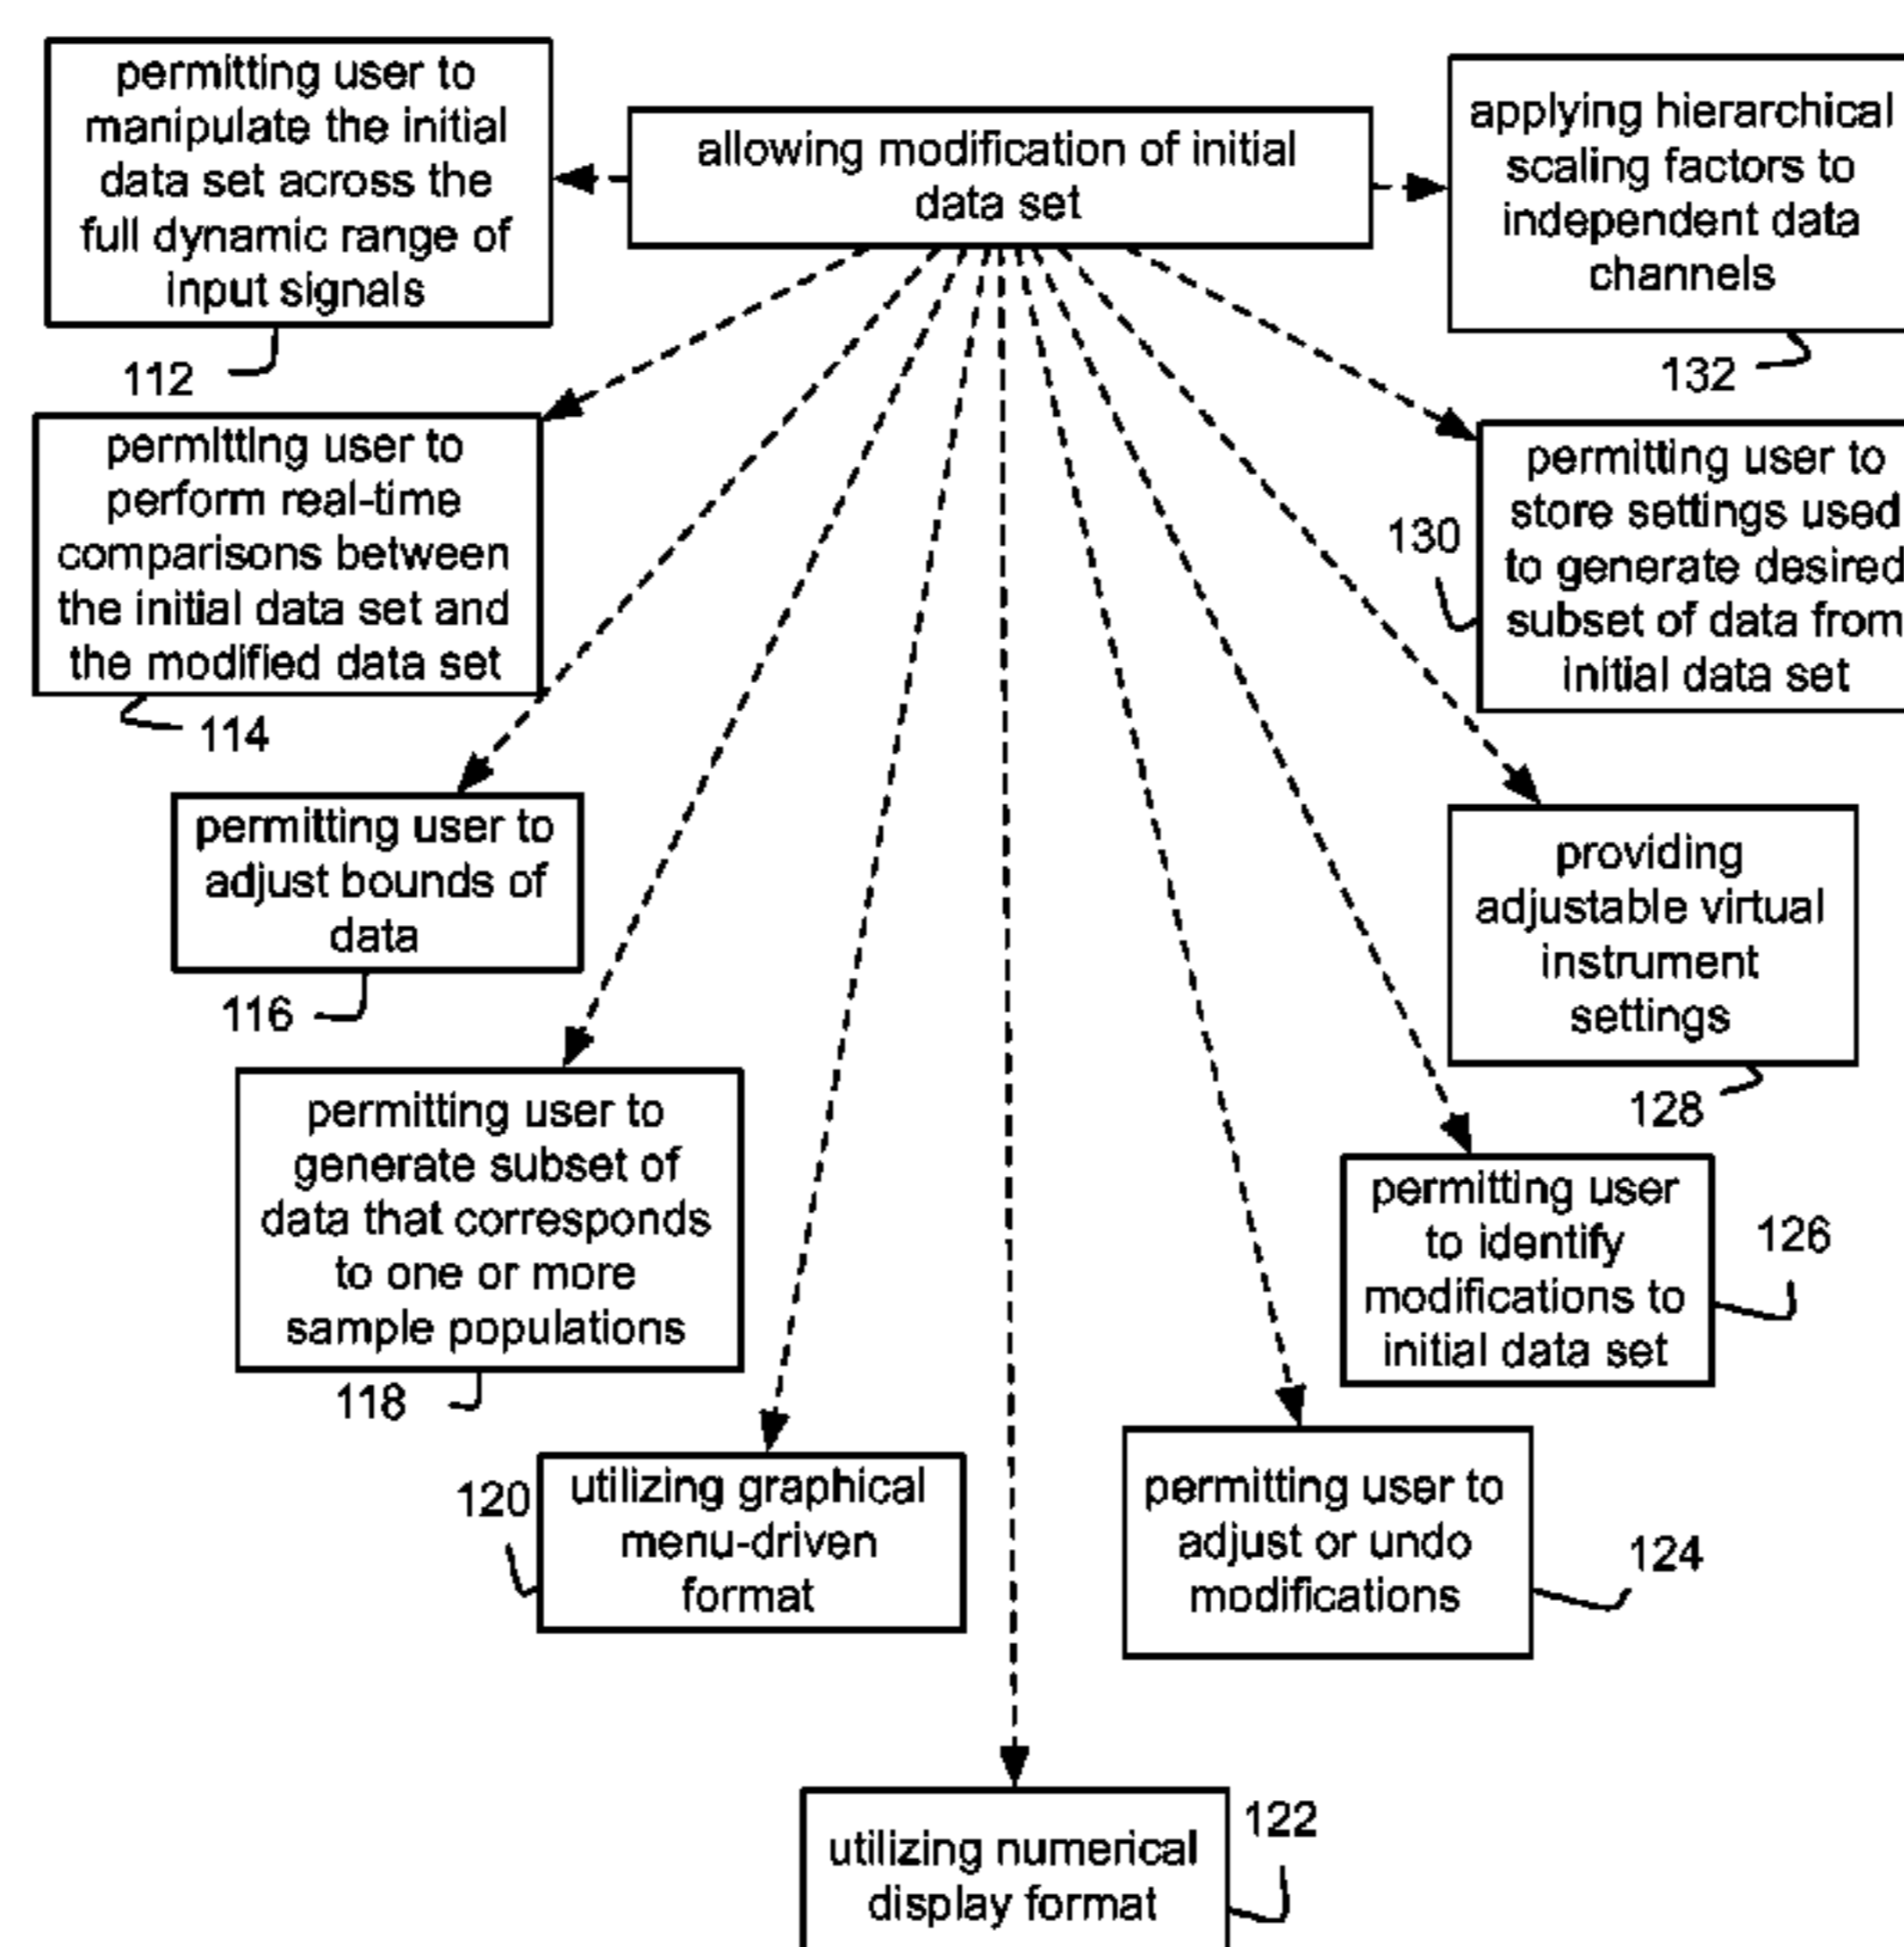 permitting user to
manipulate the initial
data set across the
full dynamic range of
input signals
112
allowing modification of initial
data set
applying hierarchical
scaling factors to
independent data
channels
132
permitting user to
perform real-time
comparisons between
the initial data set and
the modified data set
114
permitting user to
store settings used
to generate desired
subset of data from
initial data set
130
permitting user to
adjust bounds of
data
116
providing
adjustable virtual
instrument
settings
128
permitting user to
generate subset of
data that corresponds
to one or more
sample populations
118
permitting user
to identify
modifications to
initial data set
126
120
utilizing graphical
menu-driven
format
permitting user to
adjust or undo
modifications
124
utilizing numerical
display format
122